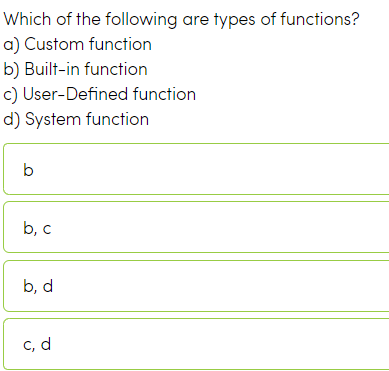 Which of the following are types of functions?
a) Custom function
b) Built-in function
c) User-Defined function
d) System function
b
b, c
b, d
c, d